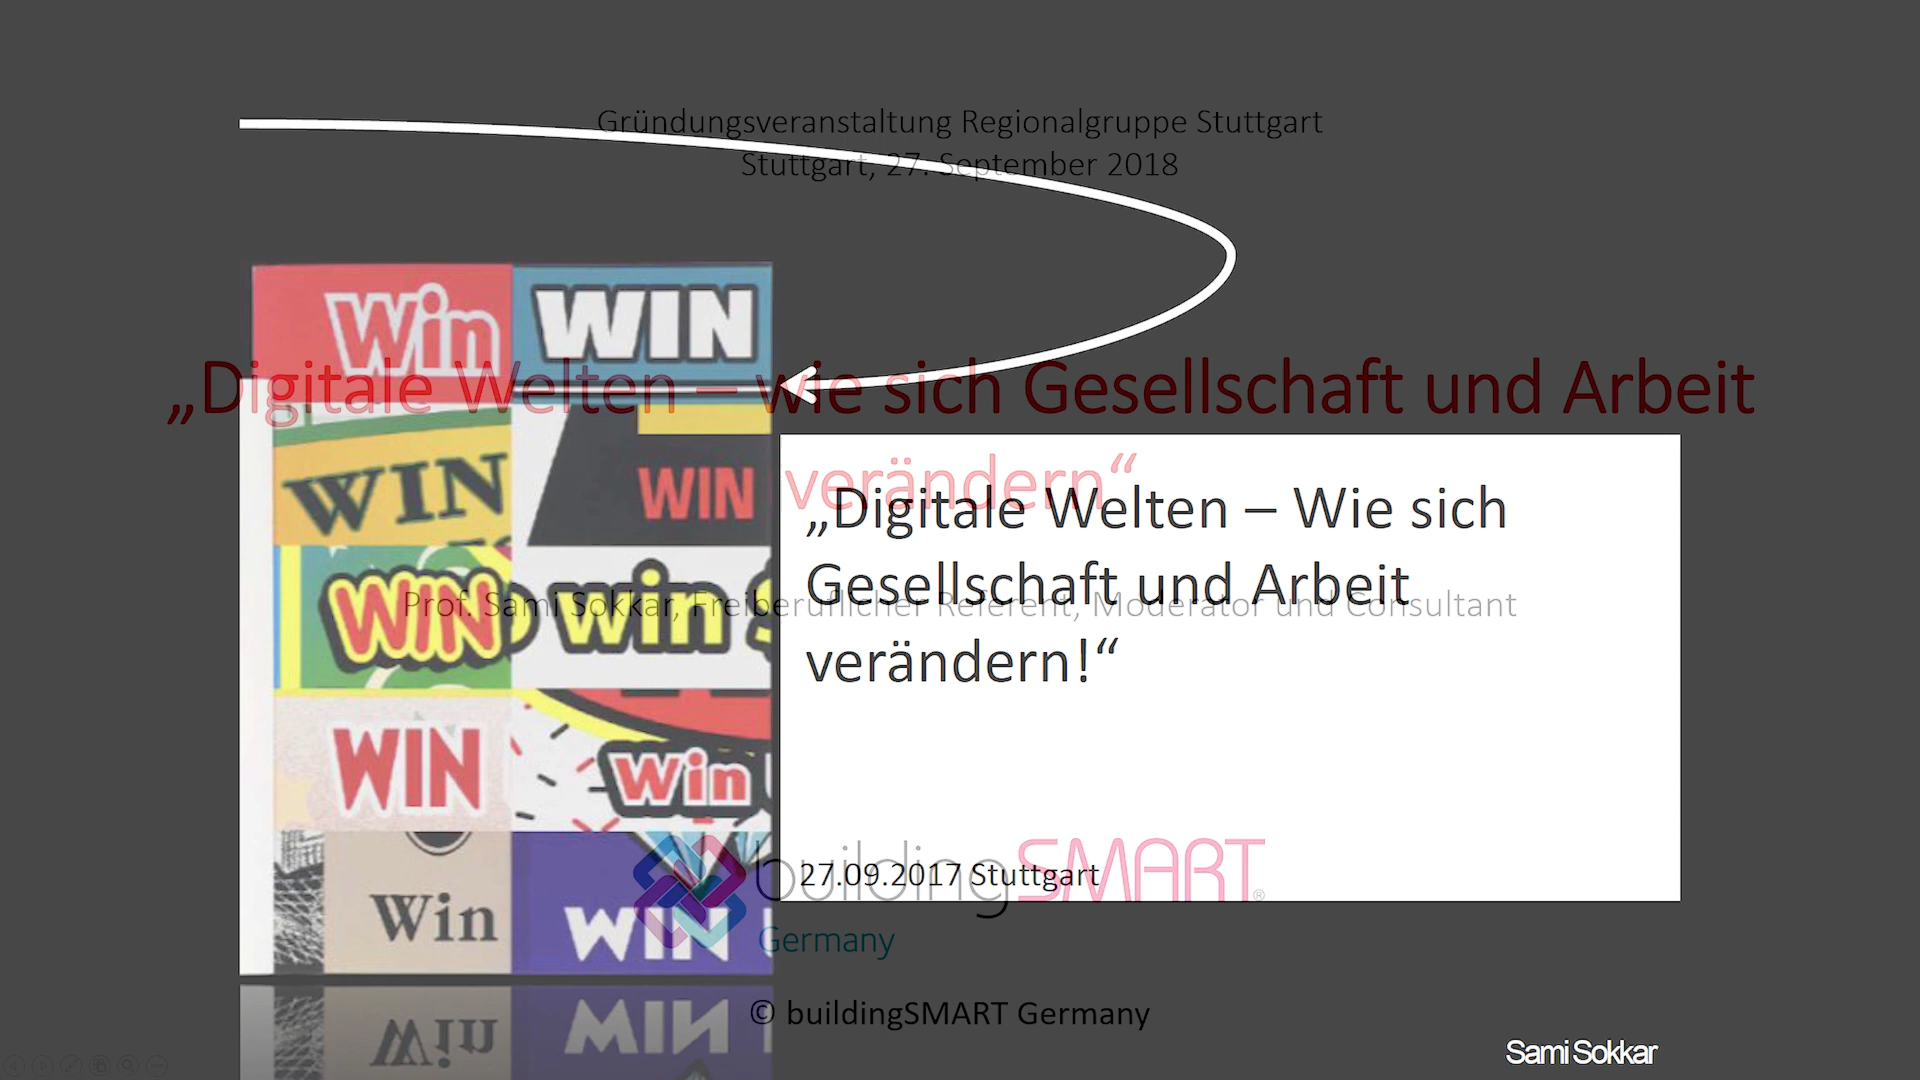 Gründungsveranstaltung Regionalgruppe Stuttgart
Stuttgart, 27. September 2018
Win WIN
„Digitale Welten – wie sich Gesellschaft und Arbeit
verändern“
WIN WIN
„Digitale Welten – Wie sich
Gesellschaft und Arbeit
verändern!“
Prof. Sami Sokkar, Freiberuflicher Referent, Moderator und Consultant
WIN win
WIN Win
Win WIN
buildingSMART®
Germany
27.09.2017 Stuttgart
© buildingSMART Germany
Win WIN
Sami Sokkar